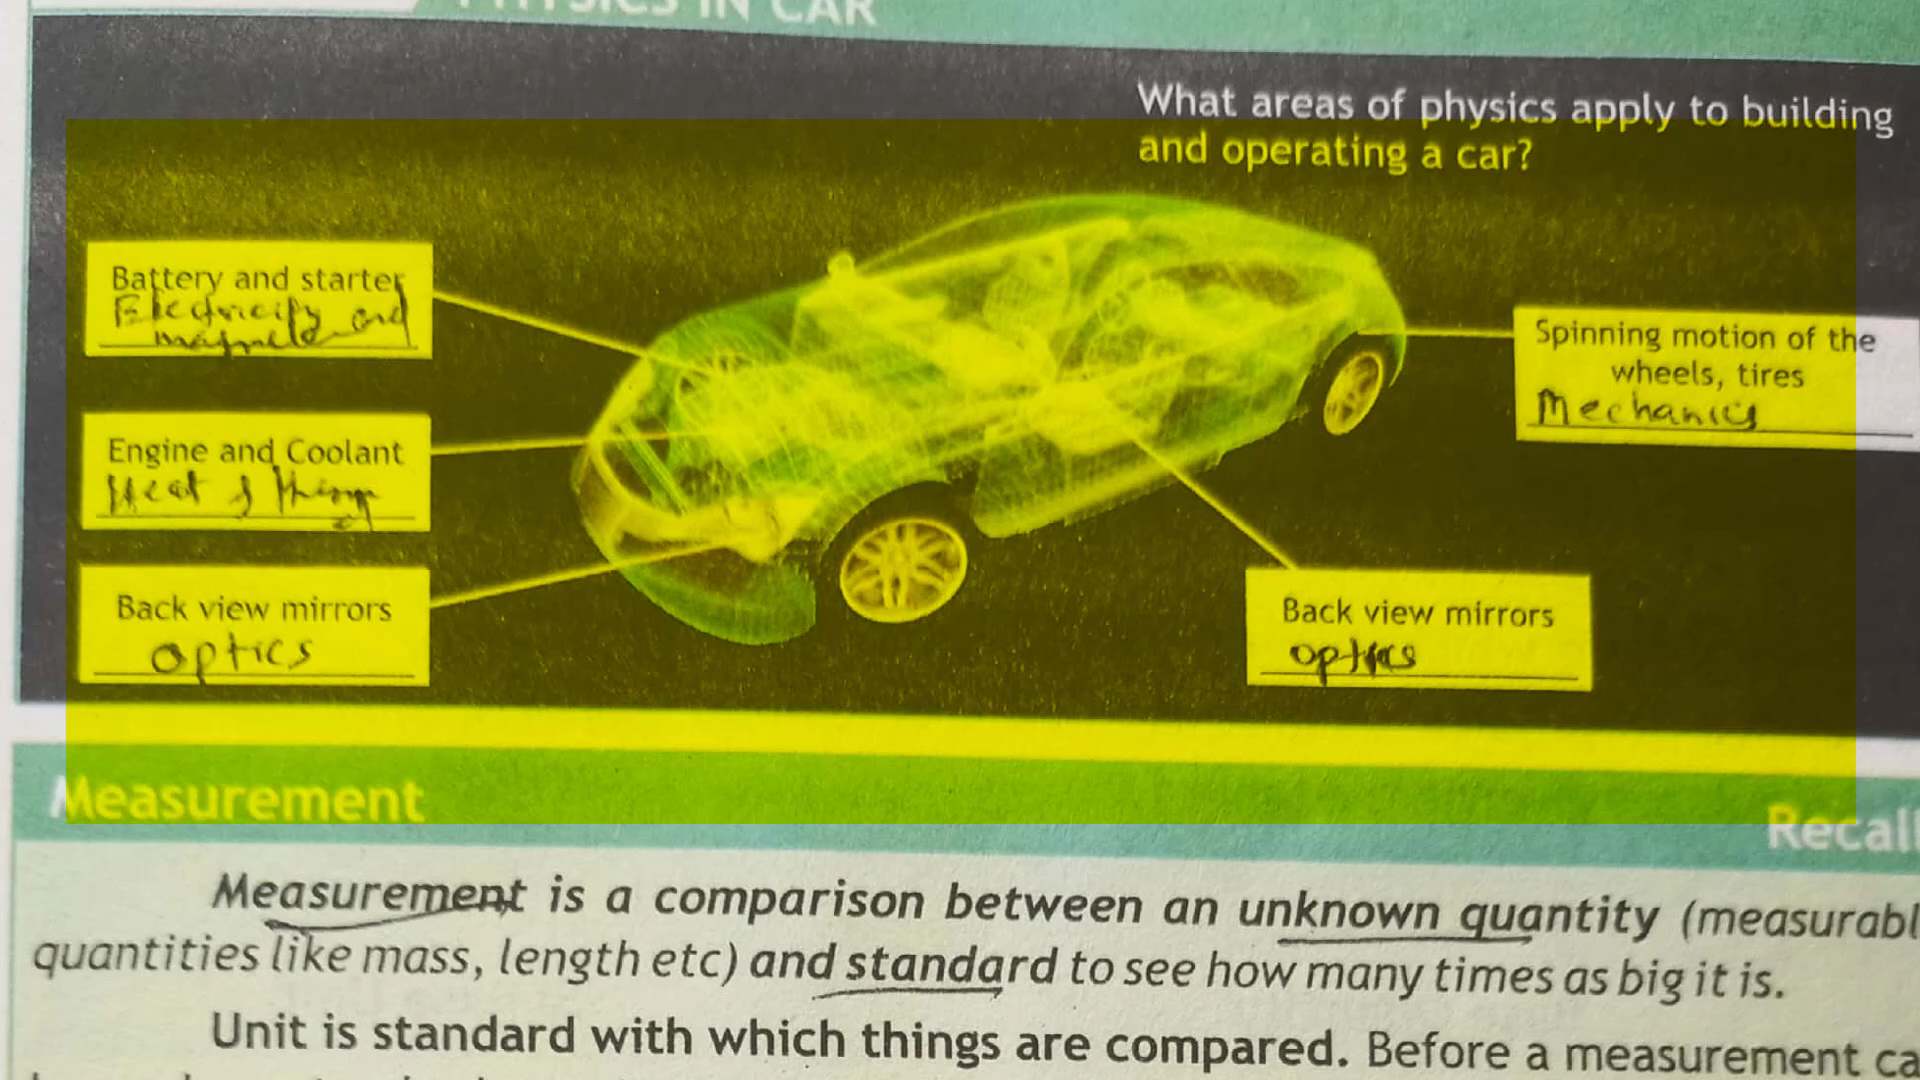 PHYSICS IN CAR
What areas of physics apply to building
and operating a car?
Battery and starter
Electricity and
Engine and Coolant
Heat &
Back view mirrors
optics
Spinning motion of the
wheels, tires
Mechanics
Back view mirrors
optics
Measurement
Recall
Measurement is a comparison between an unknown quantity (measurabl
quantities like mass, length etc) and standard to see how many times as big it is.
Unit is standard with which things are compared. Before a measurement ca